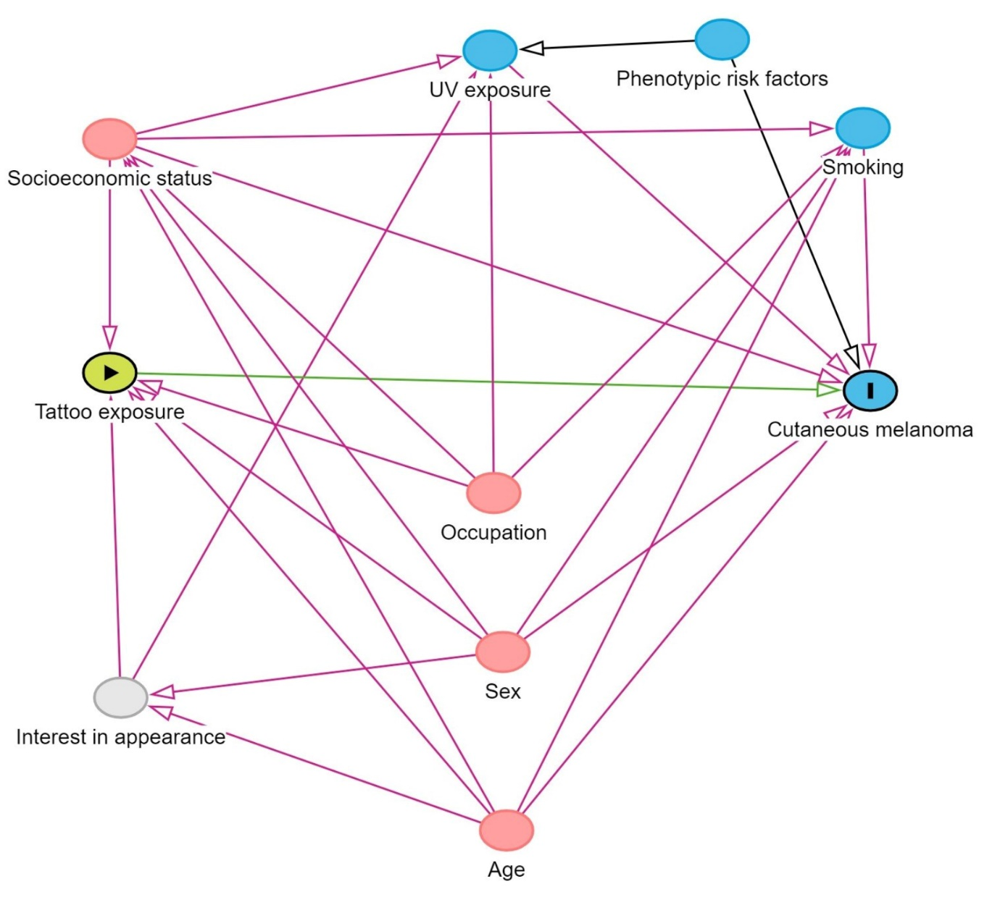 Phenotypic risk factors
UV exposure
Smoking
Socioeconomic status
Tattoo exposure
Cutaneous melanoma
Occupation
Sex
Interest in appearance
Age